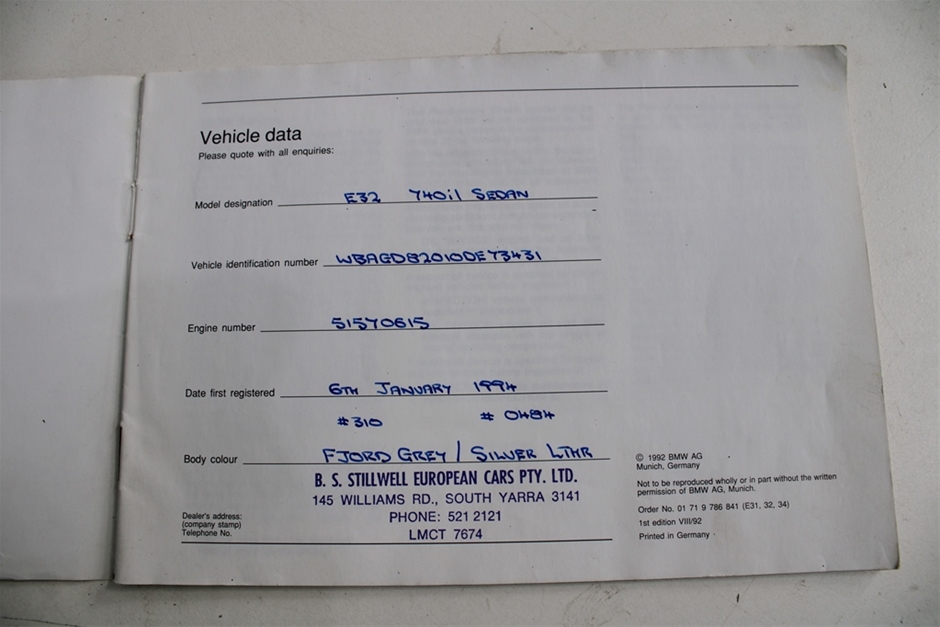 Vehicle data
Please quote with all enquiries:
Model designation E32 740iL SEDAN
Vehicle identification number WBAGD82010DE73431
Engine number 51570615
Date first registered 6TH JANUARY 1994
#310 # 0484
Body colour FJORD GREY / SILVER LTHR
B. S. STILLWELL EUROPEAN CARS PTY. LTD.
145 WILLIAMS RD., SOUTH YARRA 3141
PHONE: 521 2121
LMCT 7674
Dealer's address:
(company stamp)
Telephone No.
© 1992 BMW AG
Munich, Germany
Not to be reproduced wholly or in part without the written
permission of BMW AG, Munich.
Order No. 01 71 9 786 841 (E31, 32, 34)
1st edition VIII/92
Printed in Germany